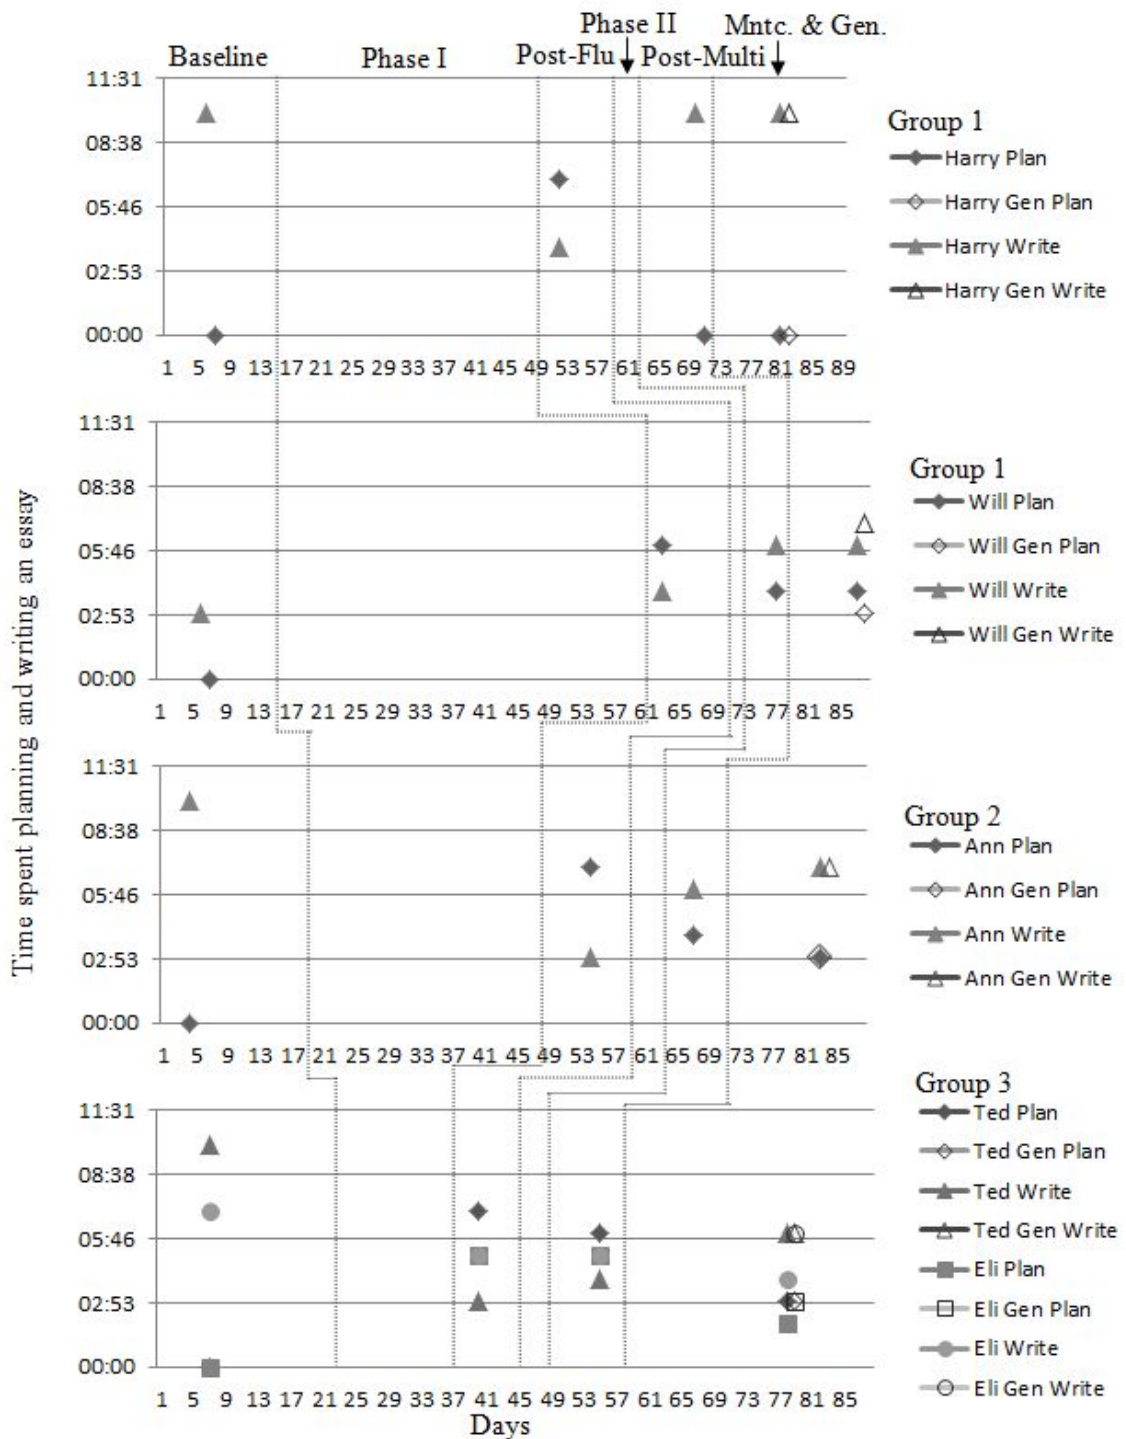 Phase II
Mntc. & Gen.
Baseline
Phase I
Post-Flu
Post-Multi
11:31
08:38
05:46
02:53
00:00
1 5 9 13 17 21 25 29 33 37 41 45 49 53 57 61 65 69 73 77 81 85 89
Group 1
Harry Plan
Harry Gen Plan
Harry Write
Harry Gen Write
Time spent planning and writing an essay
11:31
08:38
05:46
02:53
00:00
1 5 9 13 17 21 25 29 33 37 41 45 49 53 57 61 65 69 73 77 81 85
Group 1
Will Plan
Will Gen Plan
Will Write
Will Gen Write
11:31
08:38
05:46
02:53
00:00
1 5 9 13 17 21 25 29 33 37 41 45 49 53 57 61 65 69 73 77 81 85
Group 2
Ann Plan
Ann Gen Plan
Ann Write
Ann Gen Write
11:31
08:38
05:46
02:53
00:00
1 5 9 13 17 21 25 29 33 37 41 45 49 53 57 61 65 69 73 77 81 85
Days
Group 3
Ted Plan
Ted Gen Plan
Ted Write
Ted Gen Write
Eli Plan
Eli Gen Plan
Eli Write
Eli Gen Write